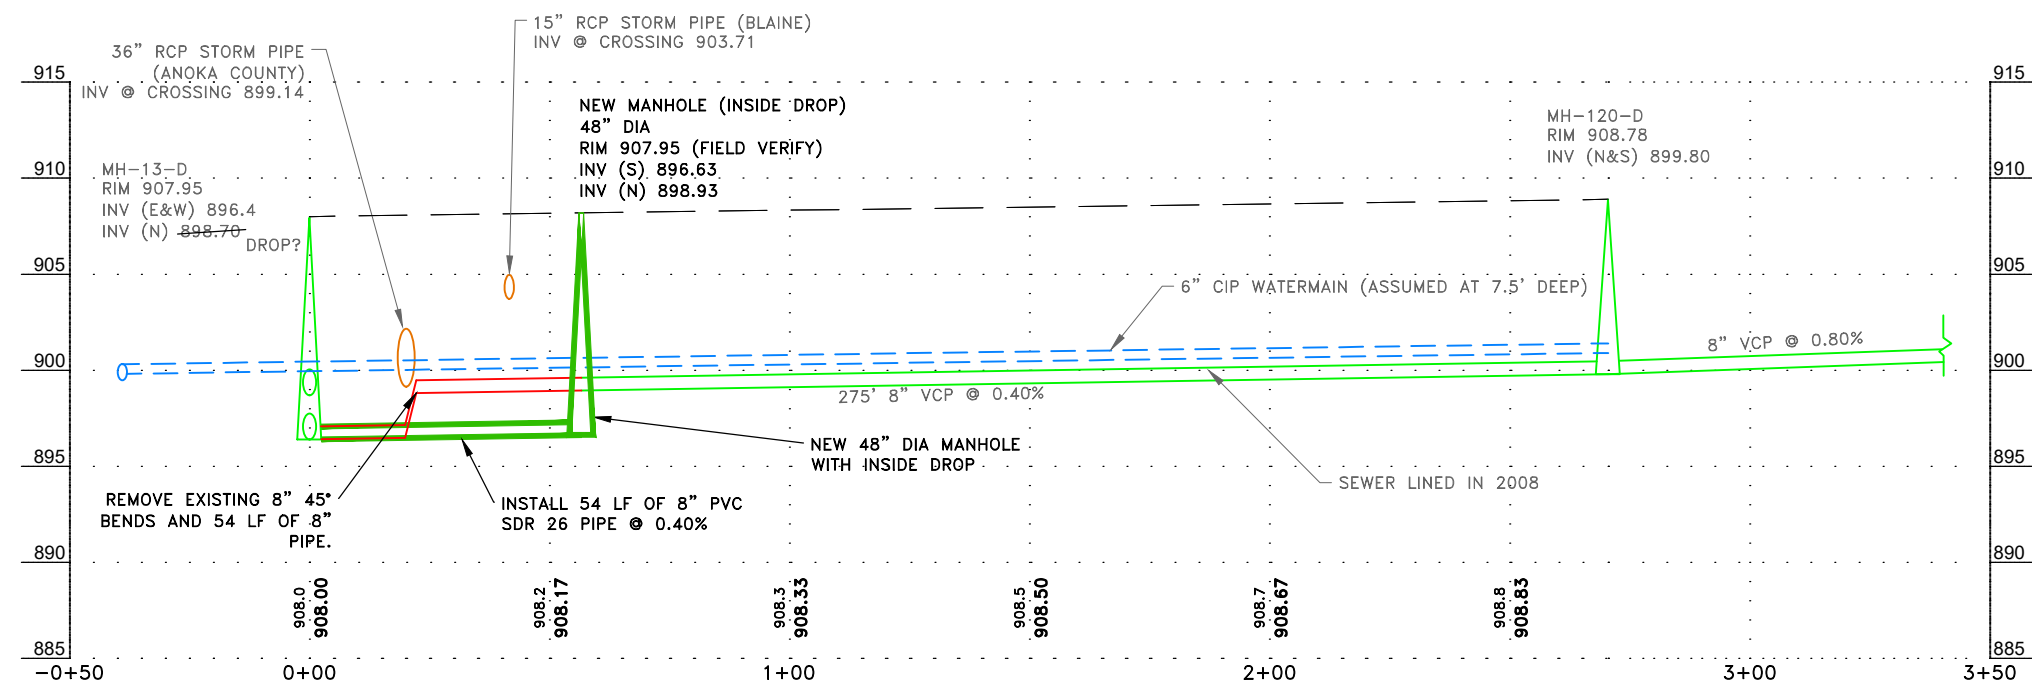 15” RCP STORM PIPE (BLAINE)
INV @ CROSSING 903.71
36” RCP STORM PIPE
(ANOKA COUNTY)
INV @ CROSSING 899.14
915
915
NEW MANHOLE (INSIDE DROP)
48” DIA
RIM 907.95 (FIELD VERIFY)
INV (S) 896.63
INV (N) 898.93
MH-120-D
RIM 908.78
INV (N&S) 899.80
MH-13-D
RIM 907.95
INV (E&W) 896.4
INV (N) 898.70
DROP?
910
910
905
905
6” CIP WATERMAIN (ASSUMED AT 7.5’ DEEP)
8” VCP @ 0.80%
900
900
275’ 8” VCP @ 0.40%
NEW 48” DIA MANHOLE
WITH INSIDE DROP
895
895
SEWER LINED IN 2008
REMOVE EXISTING 8” 45°
BENDS AND 54 LF OF 8”
PIPE.
INSTALL 54 LF OF 8” PVC
SDR 26 PIPE @ 0.40%
890
890
908.0
908.00
908.2
908.17
908.3
908.33
908.5
908.50
908.7
908.67
908.8
908.83
885
885
-0+50
0+00
1+00
2+00
3+00
3+50